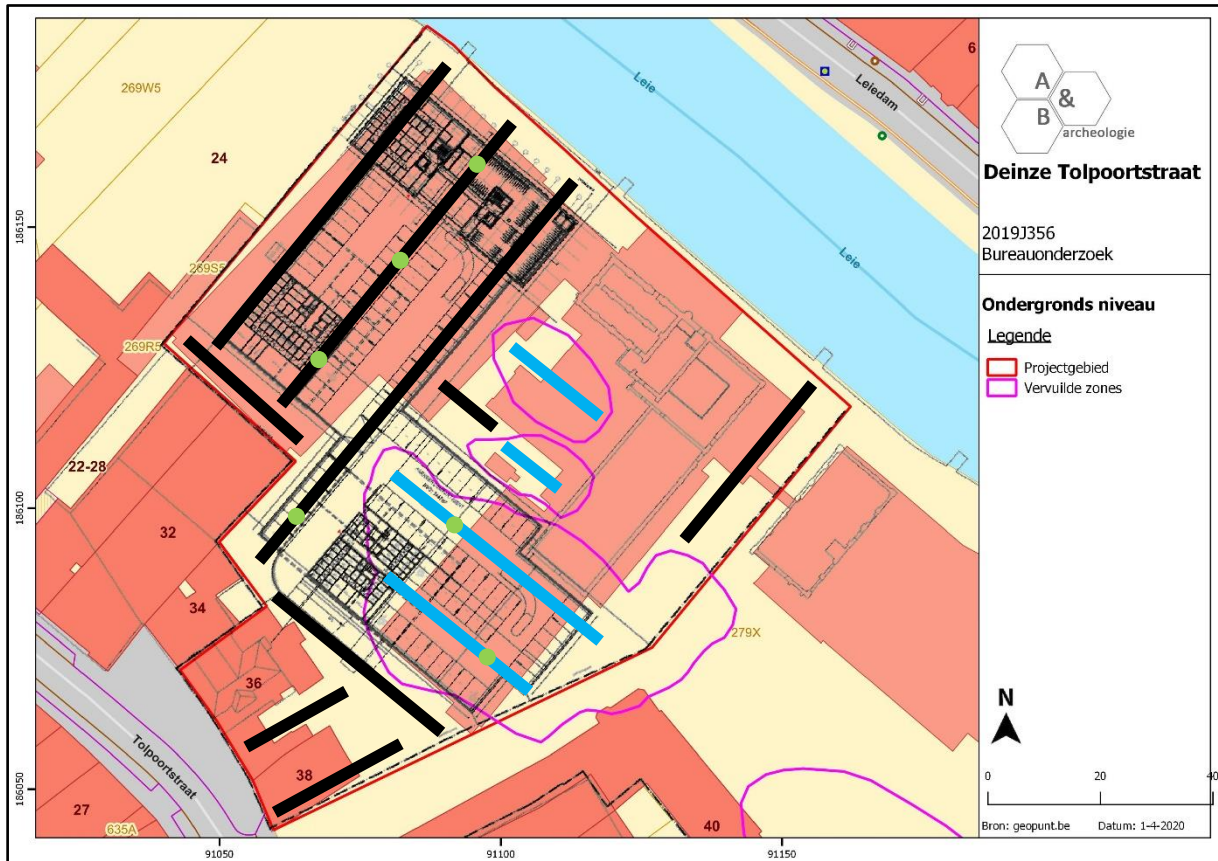 A
&
B
archeologie
Deinze Tolpoortstraat
2019J356
Bureauonderzoek
Ondergronds niveau
Legende
Projectgebied
Vervuilde zones
N
0 20 40
Bron: geopunt.be Datum: 1-4-2020
269W5
24
Leie
Leiedam
6
186150
269S5
269R5
Leie
22-28
186100
32
34
279X
36
Tolpoortstraat
38
186050
27
635A
40
91050 91100 91150